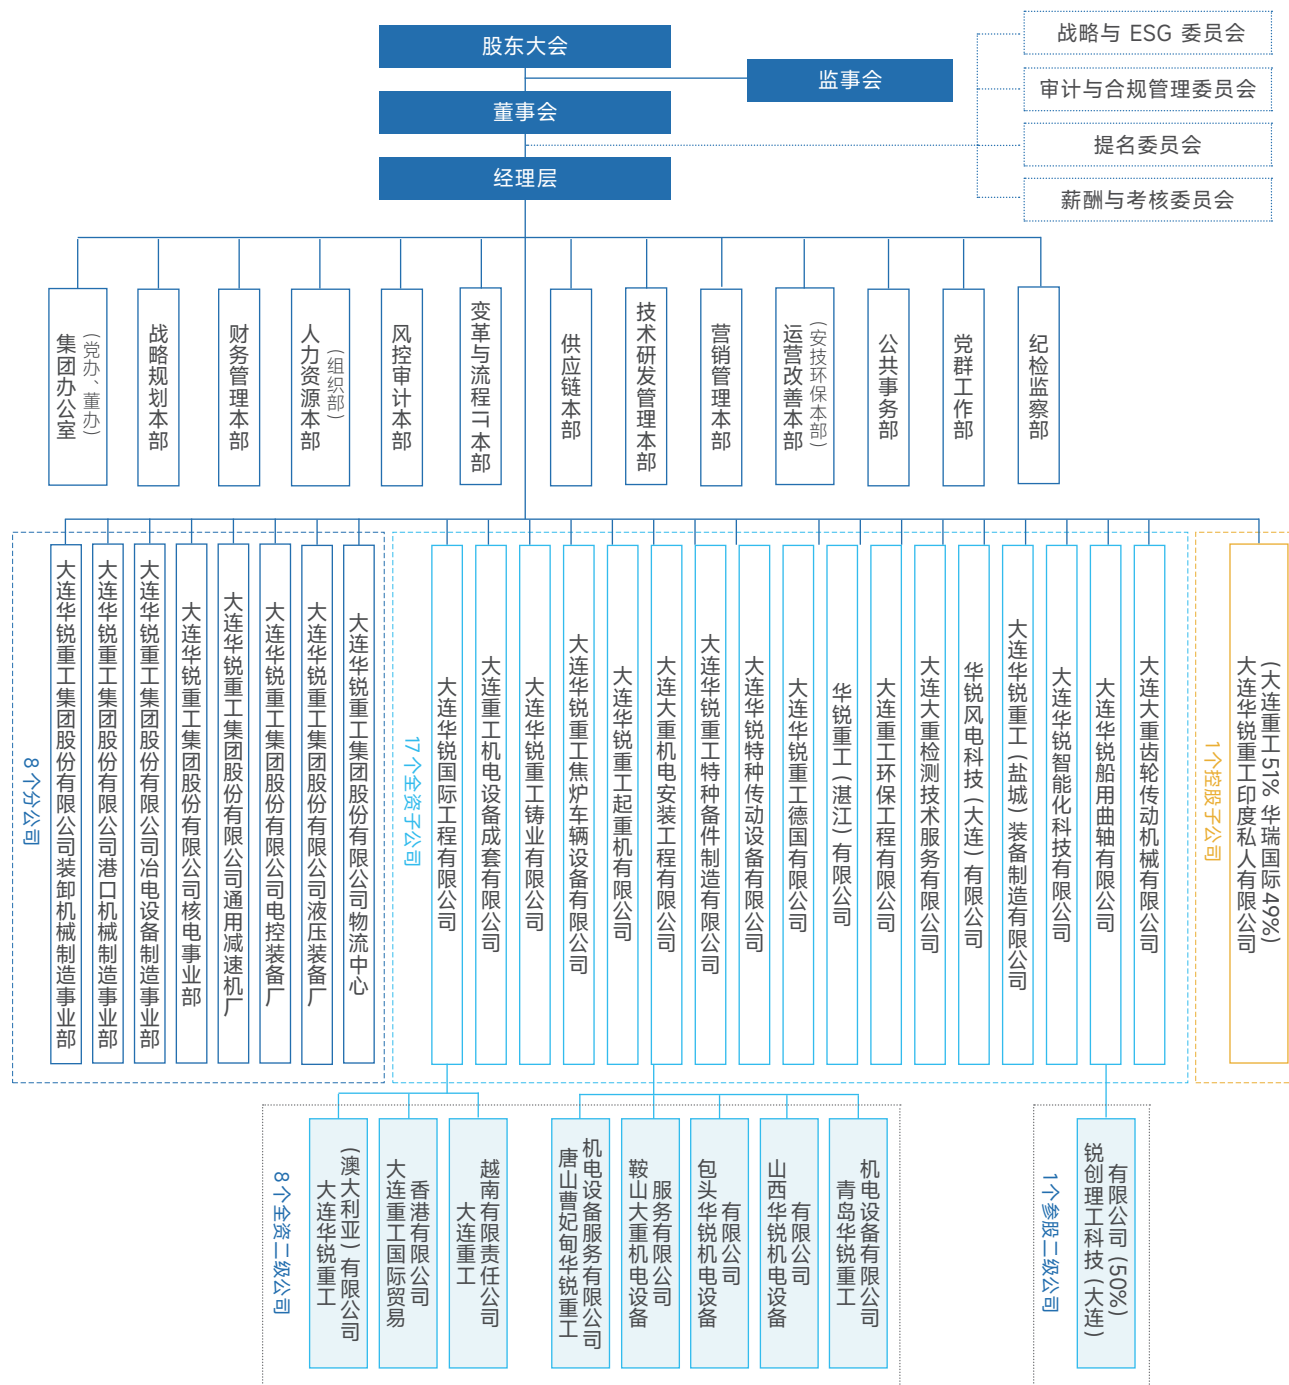 股东大会
监事会
董事会
经理层
战略与 ESG 委员会
审计与合规管理委员会
提名委员会
薪酬与考核委员会
集团办公室
(党办、董办)
战略规划本部
财务管理本部
人力资源本部
(组织部)
风控审计本部
变革与流程IT本部
供应链本部
技术研发管理本部
营销管理本部
运营改善本部
(安技环保本部)
公共事务部
党群工作部
纪检监察部
8 个分公司
大连华锐重工集团股份有限公司装卸机械制造事业部
大连华锐重工集团股份有限公司港口机械制造事业部
大连华锐重工集团股份有限公司冶电设备制造事业部
大连华锐重工集团股份有限公司核电事业部
大连华锐重工集团股份有限公司通用减速机厂
大连华锐重工集团股份有限公司电控装备厂
大连华锐重工集团股份有限公司液压装备厂
大连华锐重工集团股份有限公司物流中心
17 个全资子公司
大连华锐国际工程有限公司
大连重工机电设备成套有限公司
大连华锐重工铸业有限公司
大连华锐重工焦炉车辆设备有限公司
大连华锐重工起重机有限公司
大连大重机电安装工程有限公司
大连华锐重工特种备件制造有限公司
大连华锐特种传动设备有限公司
大连华锐重工德国有限公司
华锐重工(湛江)有限公司
大连重工环保工程有限公司
大连大重检测技术服务有限公司
华锐风电科技(大连)有限公司
大连华锐重工(盐城)装备制造有限公司
大连华锐智能化科技有限公司
大连华锐船用曲轴有限公司
大连大重齿轮传动机械有限公司
1 个控股子公司
大连华锐重工印度私人有限公司
(大连重工51% 华瑞国际49%)
8 个全资二级公司
大连华锐重工
(澳大利亚)有限公司
大连重工国际贸易
香港有限公司
大连重工
越南有限责任公司
唐山曹妃甸华锐重工
机电设备服务有限公司
鞍山大重机电设备
服务有限公司
包头华锐机电设备
有限公司
山西华锐机电设备
有限公司
青岛华锐重工
机电设备有限公司
1 个参股二级公司
锐创理工科技(大连)
有限公司(50%)